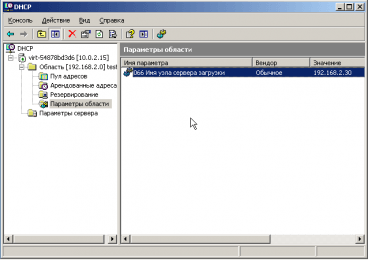 DHCP
Консоль Действие Вид Справка
DHCP
virt-54878bd3d6 [10.0.2.15]
Область [192.168.2.0] test
Пул адресов
Арендованные адреса
Резервирование
Параметры области
Параметры сервера
Параметры области
Имя параметра Вендор Значение
066 Имя узла сервера загрузки Обычное 192.168.2.30